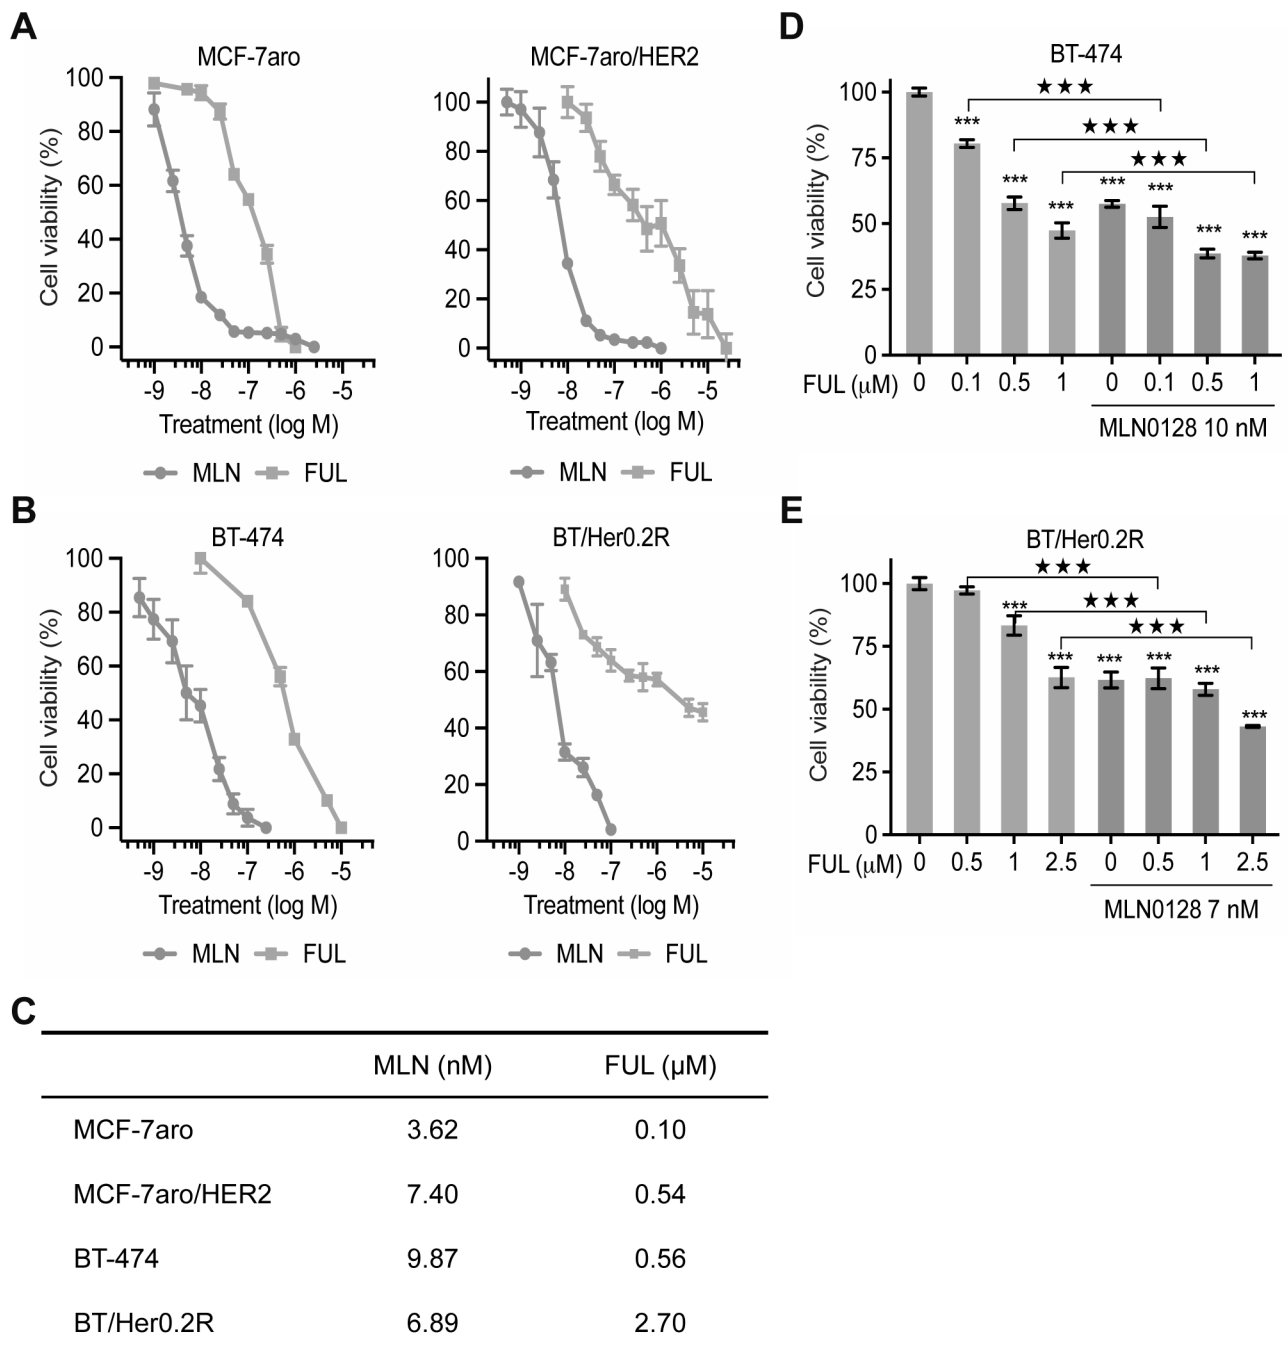 A
MCF-7aro
Cell viability (%)
100
80
60
40
20
0
-9 -8 -7 -6 -5
Treatment (log M)
MLN FUL
MCF-7aro/HER2
100
80
60
40
20
0
-9 -8 -7 -6 -5
Treatment (log M)
MLN FUL
B
BT-474
Cell viability (%)
100
80
60
40
20
0
-9 -8 -7 -6 -5
Treatment (log M)
MLN FUL
BT/Her0.2R
100
80
60
40
20
0
-9 -8 -7 -6 -5
Treatment (log M)
MLN FUL
C
MLN (nM) FUL (µM)
MCF-7aro 3.62 0.10
MCF-7aro/HER2 7.40 0.54
BT-474 9.87 0.56
BT/Her0.2R 6.89 2.70
D
BT-474
Cell viability (%)
100
75
50
25
0
★★★
★★★
★★★
*** *** *** *** *** *** ***
FUL (µM) 0 0.1 0.5 1 0 0.1 0.5 1
MLN0128 10 nM
E
BT/Her0.2R
Cell viability (%)
100
75
50
25
0
★★★
★★★
★★★
*** *** *** *** *** ***
FUL (µM) 0 0.5 1 2.5 0 0.5 1 2.5
MLN0128 7 nM